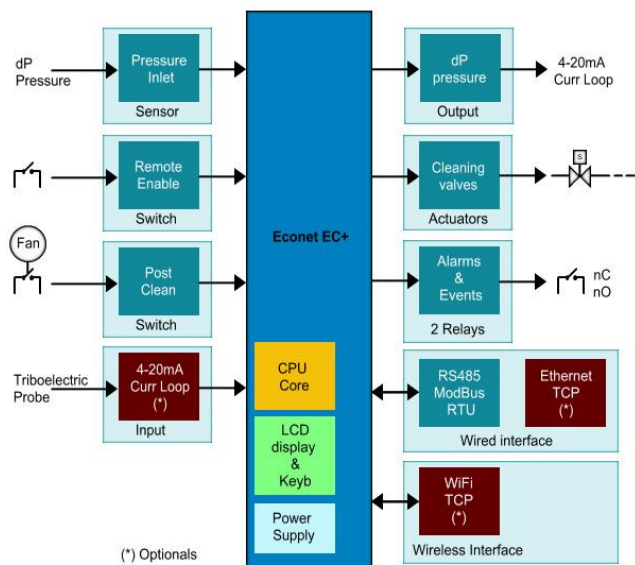 dP
Pressure
Pressure
Inlet
Sensor
Remote
Enable
Switch
Fan
Post
Clean
Switch
Triboelectric
Probe
4-20mA
Curr Loop
(*)
Input
(*) Optionals
Econet EC+
CPU
Core
LCD
display
&
Keyb
Power
Supply
dP
pressure
Output
4-20mA
Curr Loop
Cleaning
valves
Actuators
S
Alarms
&
Events
2 Relays
nC
nO
RS485
ModBus
RTU
Ethernet
TCP
(*)
Wired interface
WiFi
TCP
(*)
Wireless Interface